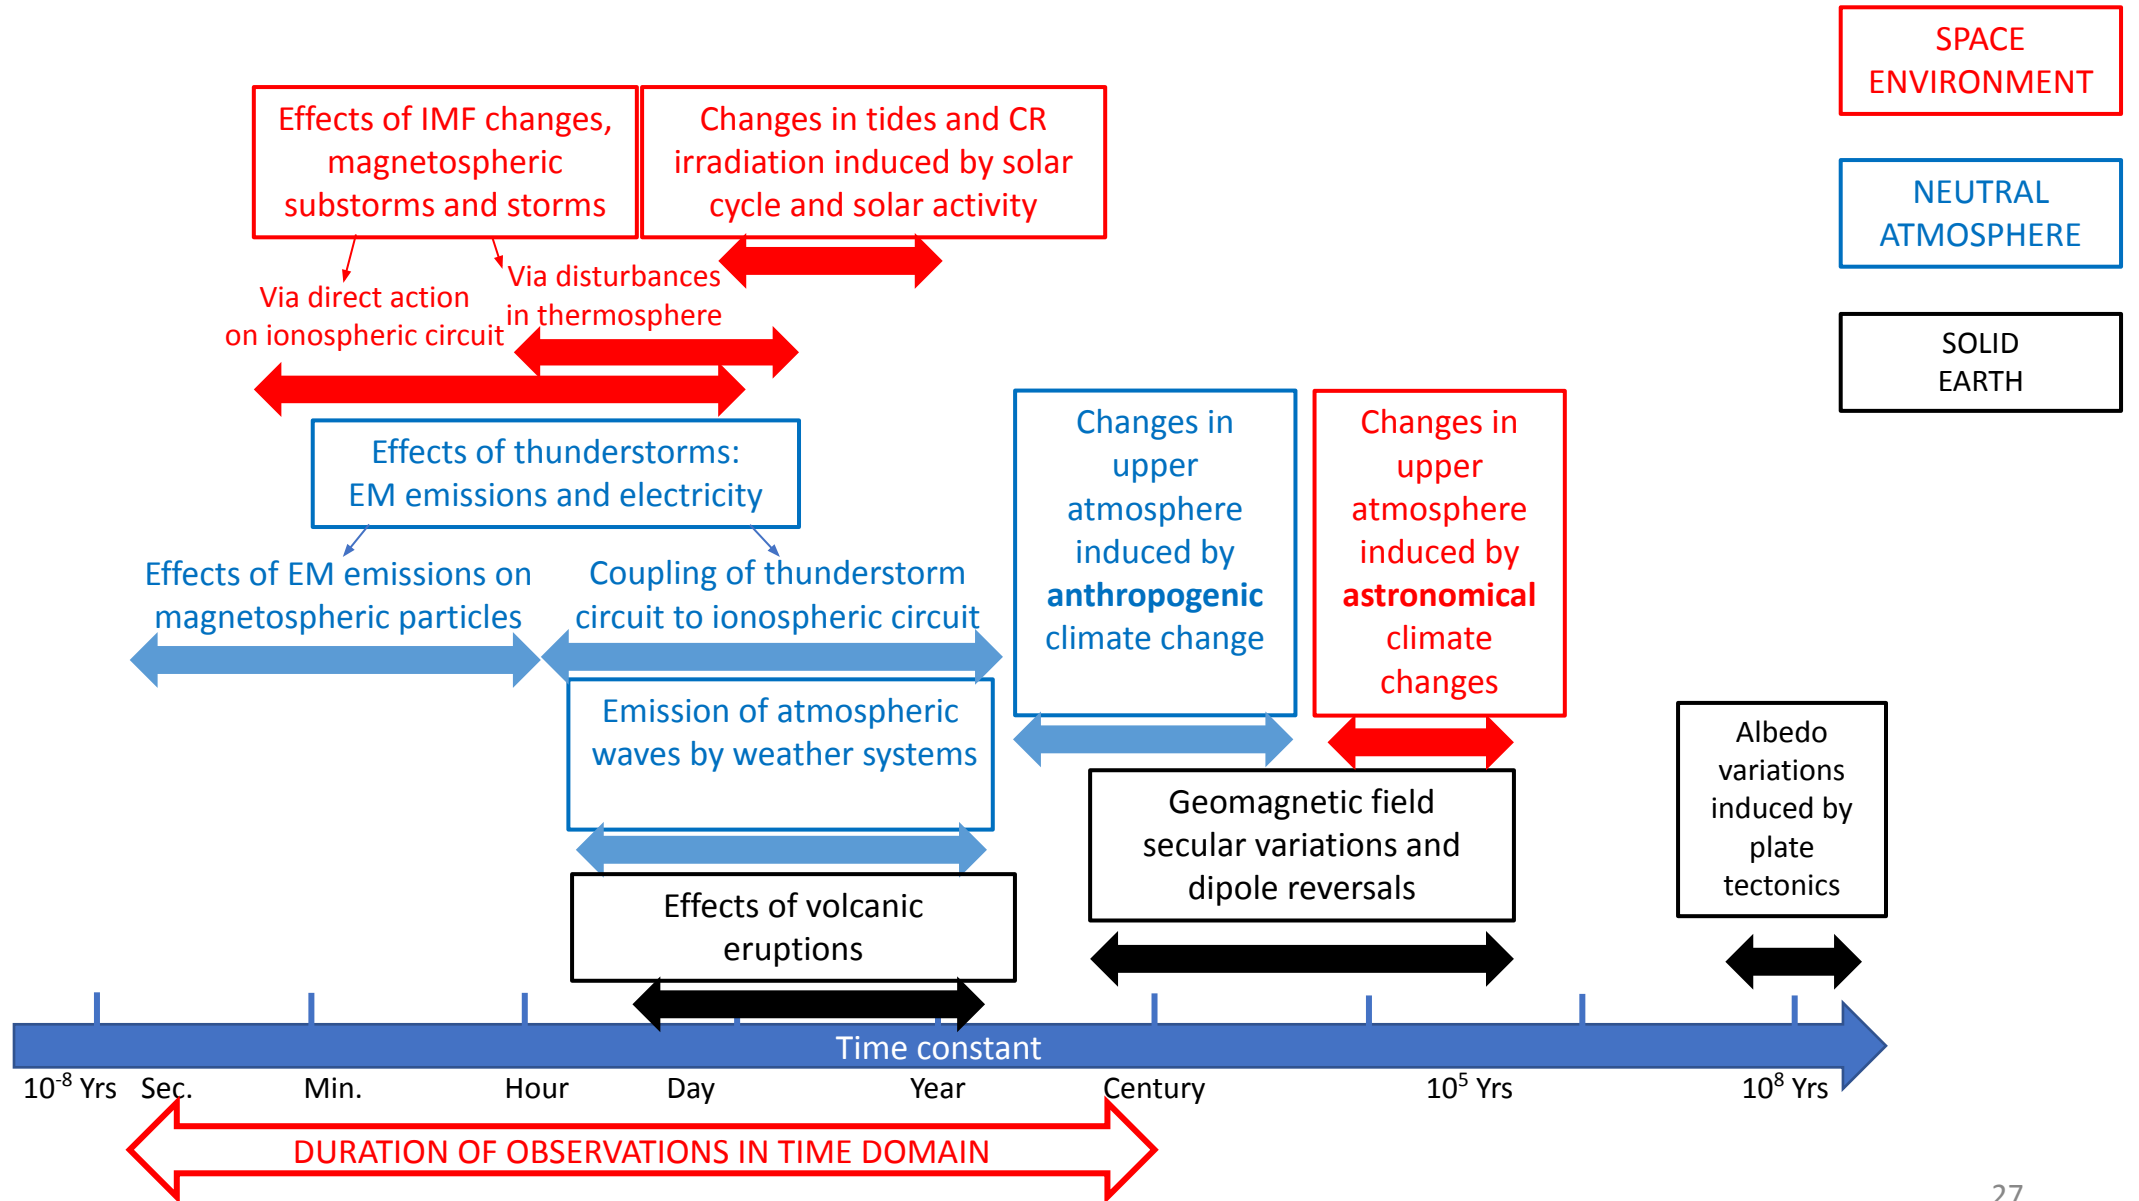 SPACE
ENVIRONMENT
NEUTRAL
ATMOSPHERE
SOLID
EARTH
Effects of IMF changes,
magnetospheric
substorms and storms
Changes in tides and CR
irradiation induced by solar
cycle and solar activity
Via direct action
on ionospheric circuit
Via disturbances
in thermosphere
Effects of thunderstorms:
EM emissions and electricity
Effects of EM emissions on
magnetospheric particles
Coupling of thunderstorm
circuit to ionospheric circuit
Changes in
upper
atmosphere
induced by
anthropogenic
climate change
Changes in
upper
atmosphere
induced by
astronomical
climate
changes
Emission of atmospheric
waves by weather systems
Effects of volcanic
eruptions
Geomagnetic field
secular variations and
dipole reversals
Albedo
variations
induced by
plate
tectonics
Time constant
10⁻⁸ Yrs Sec. Min. Hour Day Year Century 10⁵ Yrs 10⁸ Yrs
DURATION OF OBSERVATIONS IN TIME DOMAIN
27